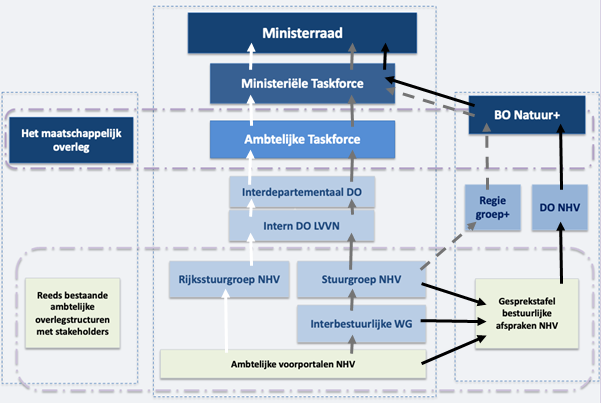 Ministerraad
Ministeriële Taskforce
BO Natuur+
Het maatschappelijk
overleg
Ambtelijke Taskforce
Interdepartementaal DO
Intern DO LVVN
Regie
groep+
DO NHV
Rijksstuurgroep NHV
Stuurgroep NHV
Reeds bestaande
ambtelijke
overlegstructuren
met stakeholders
Gesprekstafel
bestuurlijke
afspraken NHV
Interbestuurlijke WG
Ambtelijke voorportalen NHV